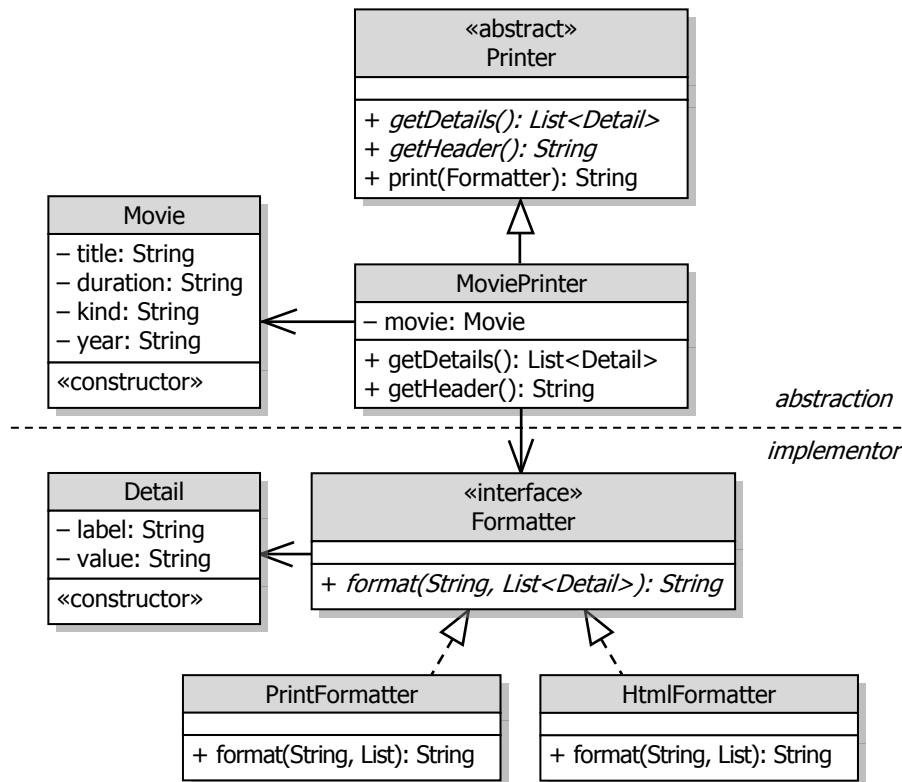 «abstract»
Printer
+ getDetails(): List<Detail>
+ getHeader(): String
+ print(Formatter): String
Movie
– title: String
– duration: String
– kind: String
– year: String
«constructor»
MoviePrinter
– movie: Movie
+ getDetails(): List<Detail>
+ getHeader(): String
abstraction
implementor
Detail
– label: String
– value: String
«constructor»
«interface»
Formatter
+ format(String, List<Detail>): String
PrintFormatter
+ format(String, List): String
HtmlFormatter
+ format(String, List): String